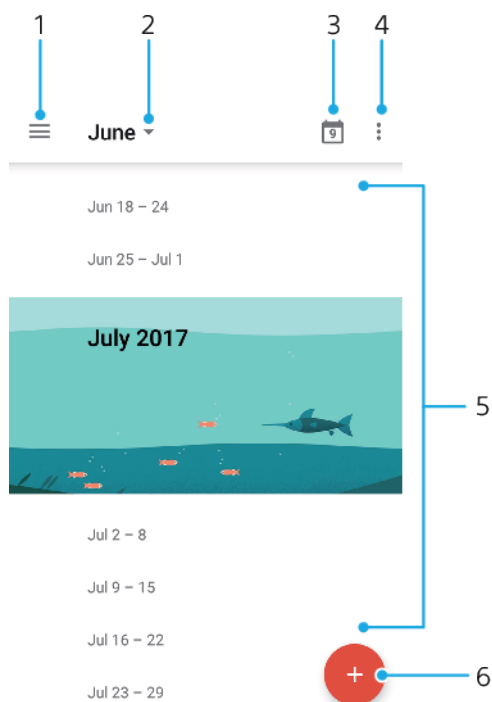 1 2 3 4
June
9
Jun 18 – 24
Jun 25 – Jul 1
July 2017
5
Jul 2 – 8
Jul 9 – 15
Jul 16 – 22
+ 6
Jul 23 – 29